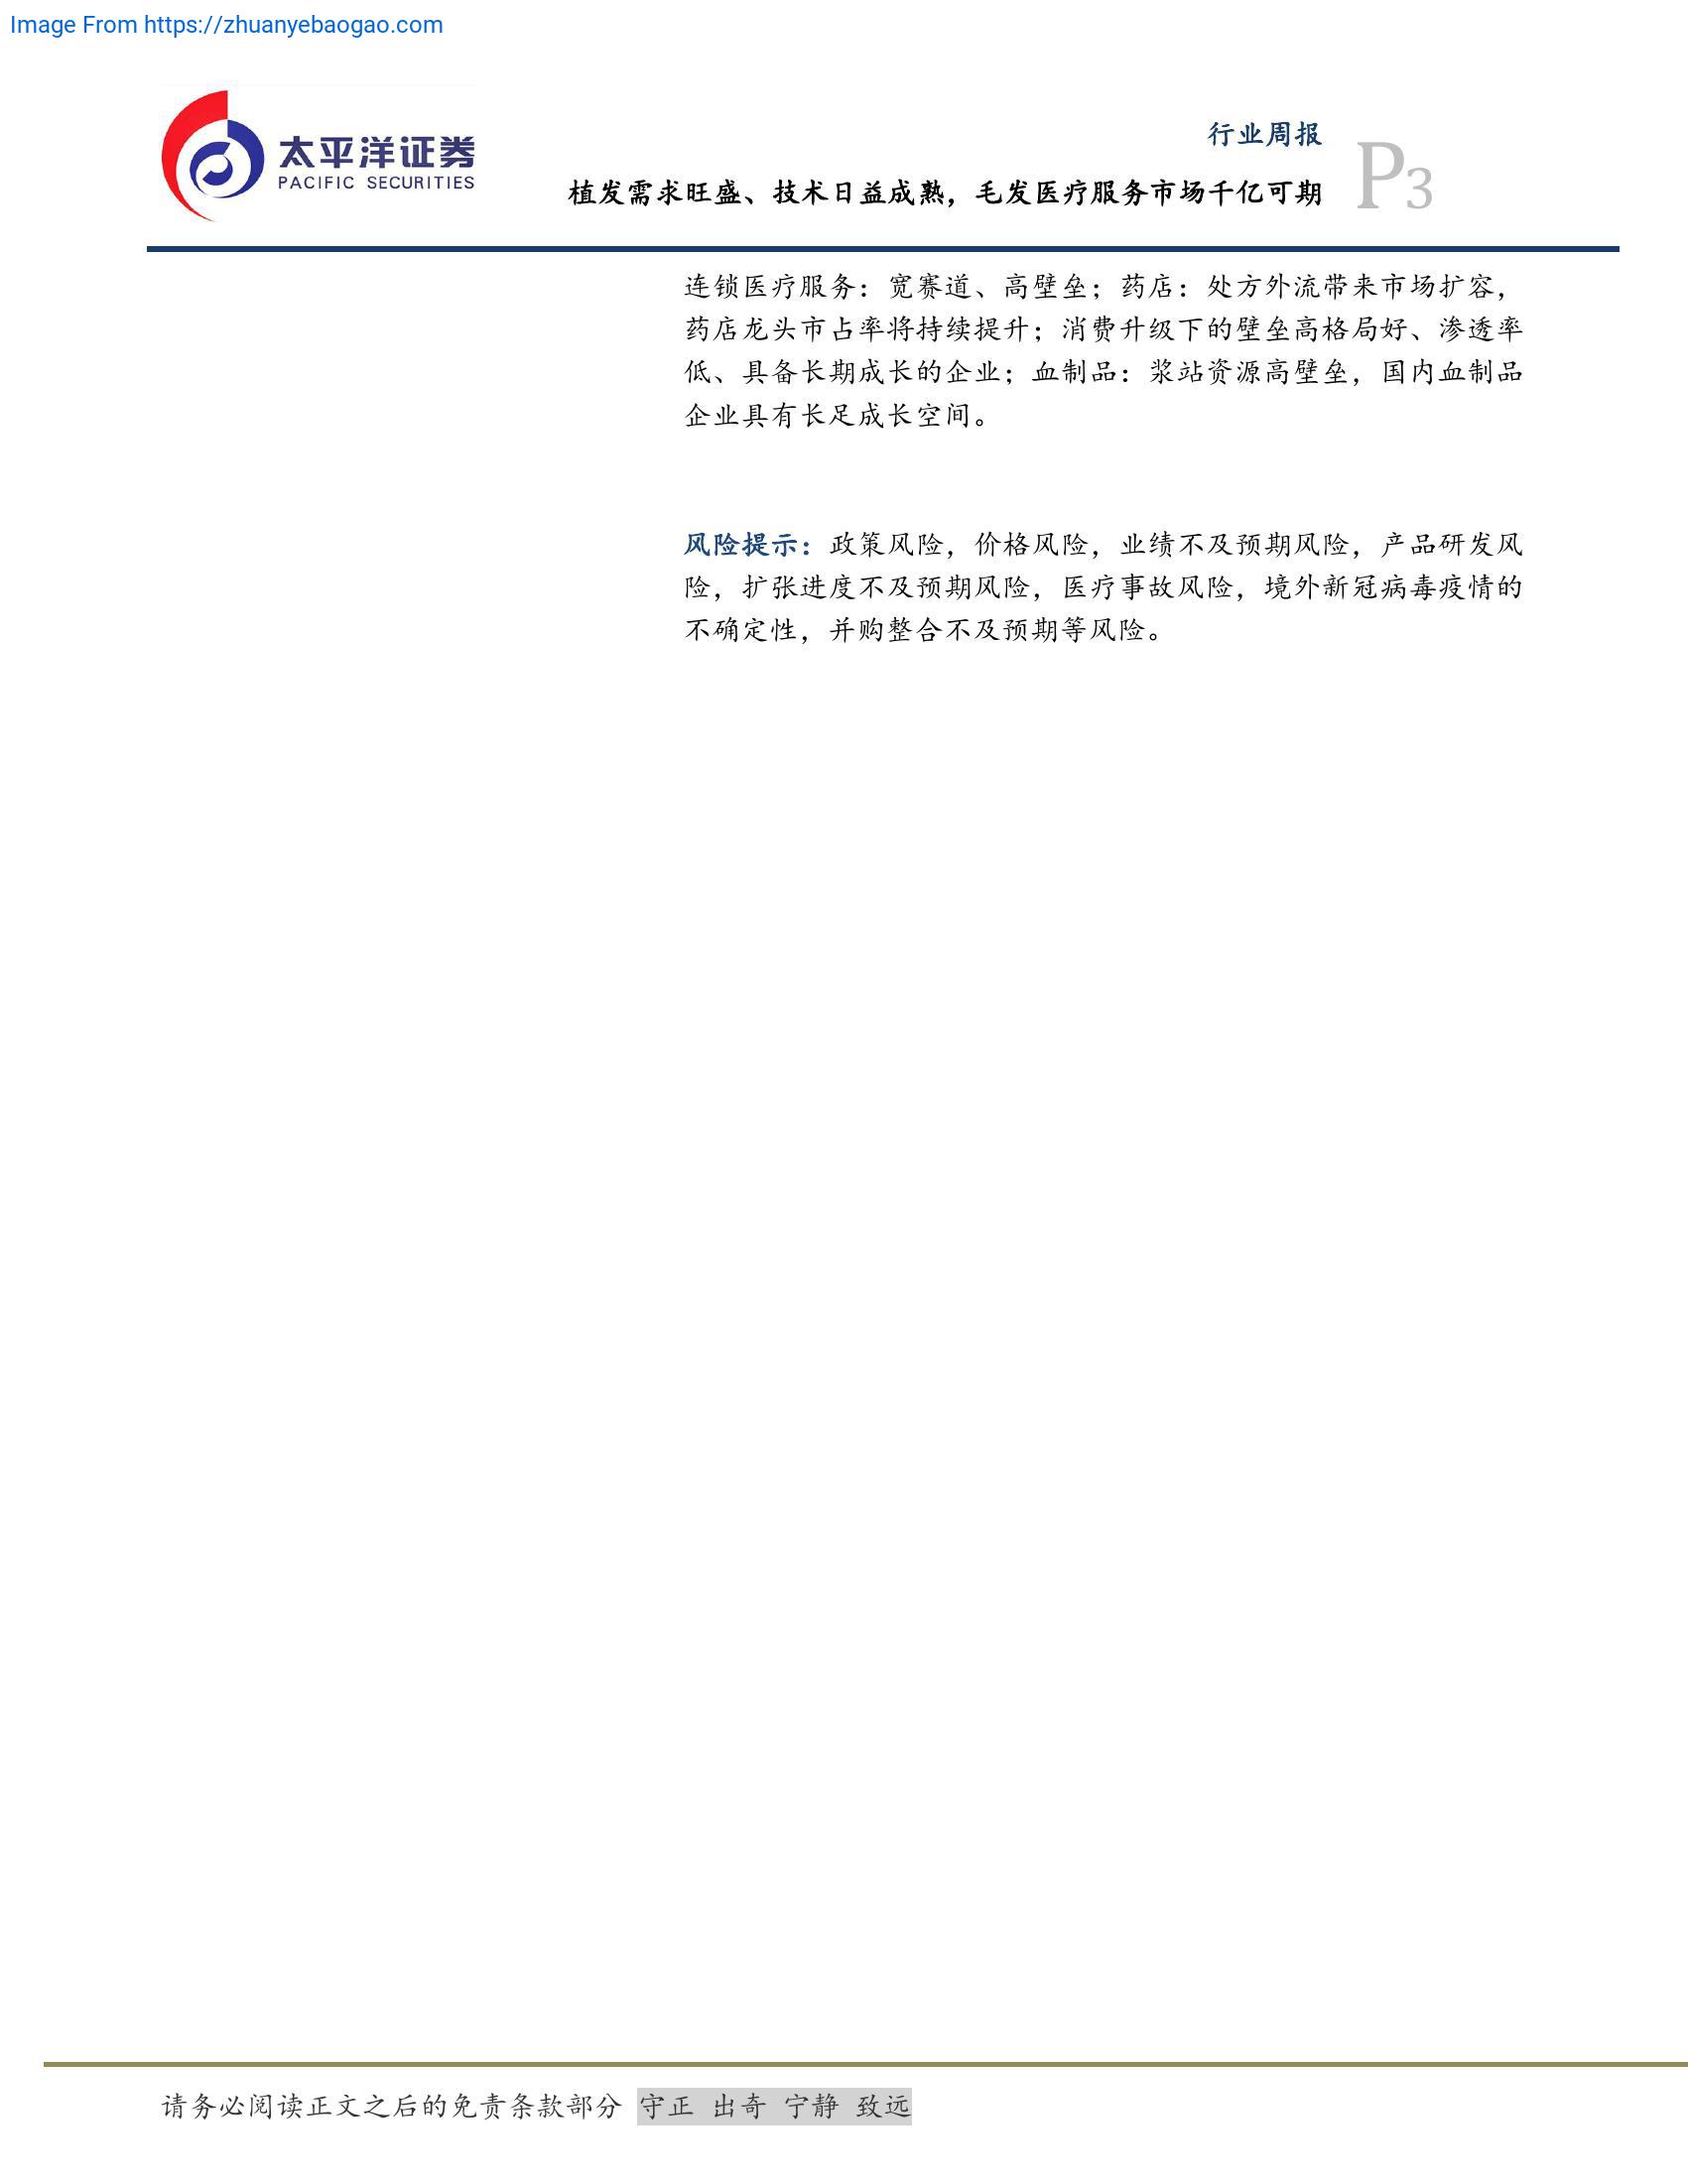 Image From https://zhuanyebaogao.com
太平洋证券
PACIFIC SECURITIES
行业周报
植发需求旺盛、技术日益成熟，毛发医疗服务市场千亿可期
P3
连锁医疗服务：宽赛道、高壁垒；药店：处方外流带来市场扩容，
药店龙头市占率将持续提升；消费升级下的壁垒高格局好、渗透率
低、具备长期成长的企业；血制品：浆站资源高壁垒，国内血制品
企业具有长足成长空间。
风险提示：政策风险，价格风险，业绩不及预期风险，产品研发风
险，扩张进度不及预期风险，医疗事故风险，境外新冠病毒疫情的
不确定性，并购整合不及预期等风险。
请务必阅读正文之后的免责条款部分 守正 出奇 宁静 致远